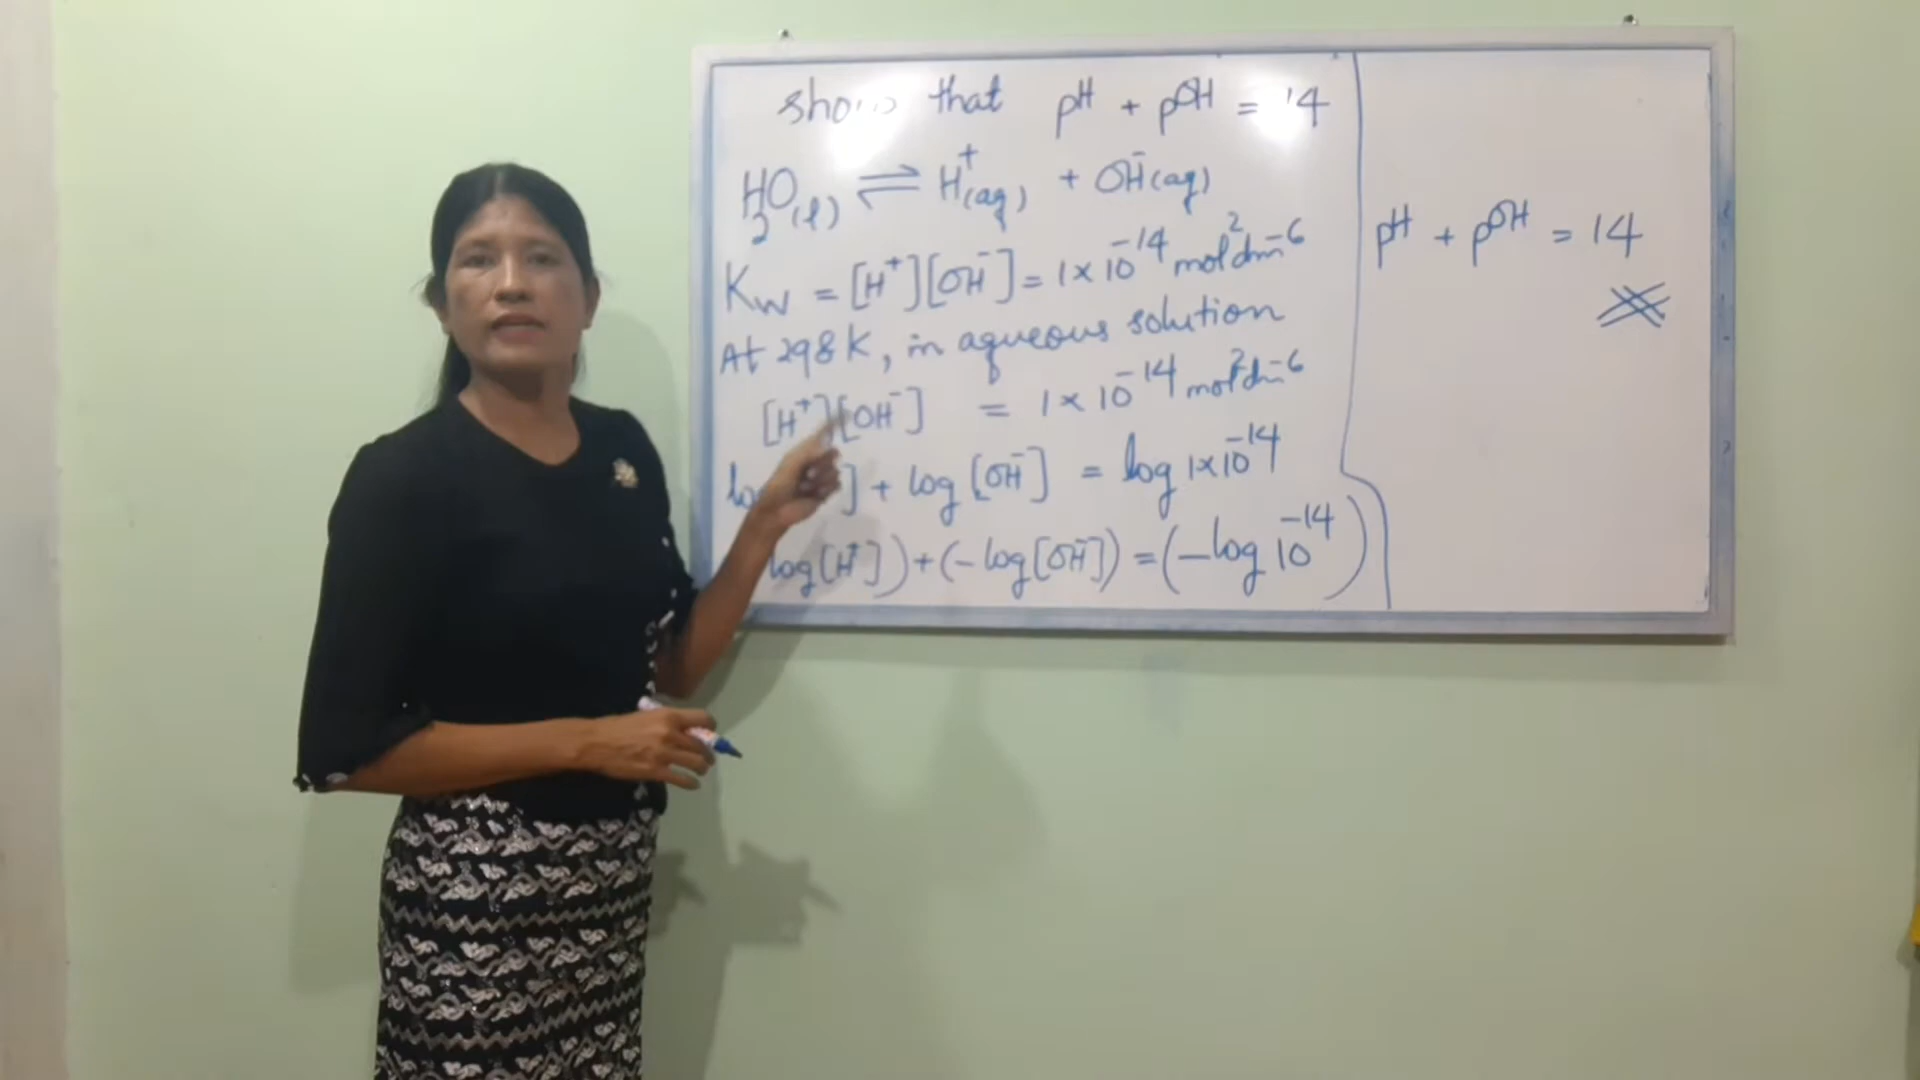 show that pH + pOH = 14
H₂O(l) ⇌ H⁺(aq) + OH⁻(aq)
Kw = [H⁺][OH⁻] = 1 × 10⁻¹⁴ mol²dm⁻⁶
At 298 K, in aqueous solution
[H⁺][OH⁻] = 1 × 10⁻¹⁴ mol²dm⁻⁶
] + log [OH⁻] = log 1×10⁻¹⁴
log[H⁺]) + (-log[OH⁻]) = (-log 10⁻¹⁴)
pH + pOH = 14